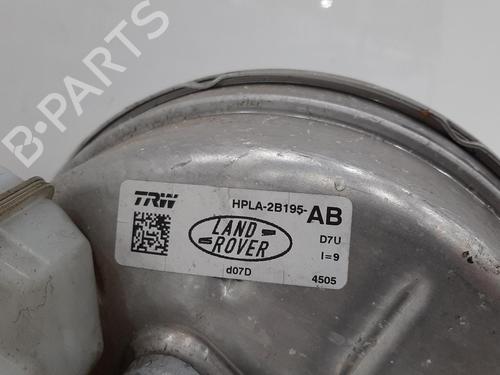 B-PARTS
TRW
HPLA-2B195-AB
LAND
ROVER
D7U
I=9
d07D
4505